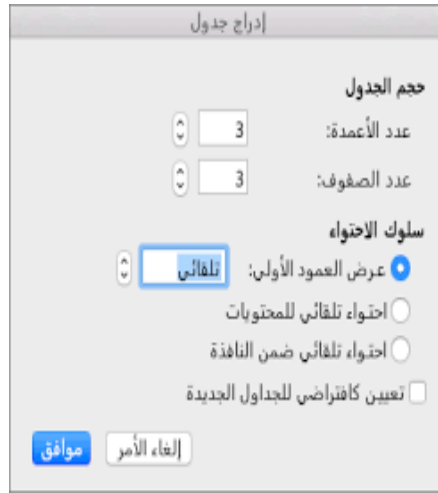 إدراج جدول
حجم الجدول
عدد الأعمدة: 3
عدد الصفوف: 3
سلوك الاحتواء
عرض العمود الأولي: تلقائي
احتواء تلقائي للمحتويات
احتواء تلقائي ضمن النافذة
تعيين كافتراضي للجداول الجديدة
إلغاء الأمر موافق